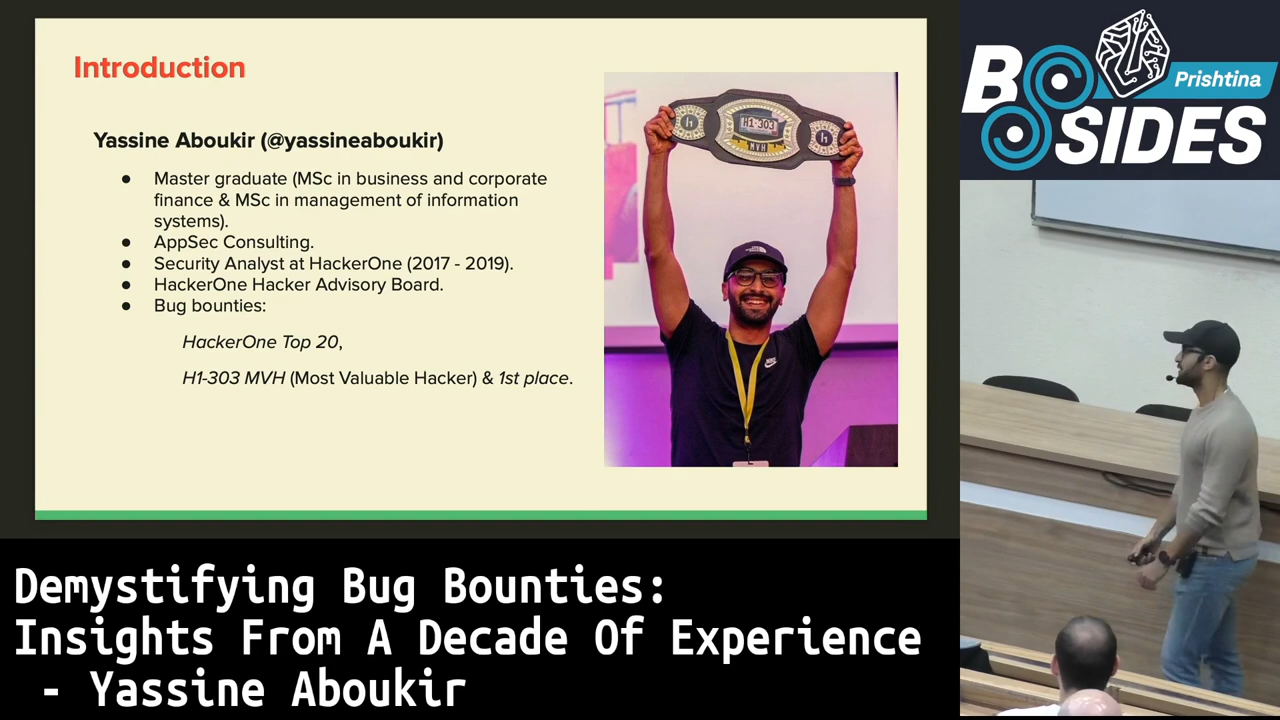 Introduction
Yassine Aboukir (@yassineaboukir)
● Master graduate (MSc in business and corporate
finance & MSc in management of information
systems).
● AppSec Consulting.
● Security Analyst at HackerOne (2017 - 2019).
● HackerOne Hacker Advisory Board.
● Bug bounties:
HackerOne Top 20,
H1-303 MVH (Most Valuable Hacker) & 1st place.
H1-303
MVH
BSIDES
Prishtina
Demystifying Bug Bounties:
Insights From A Decade Of Experience
- Yassine Aboukir